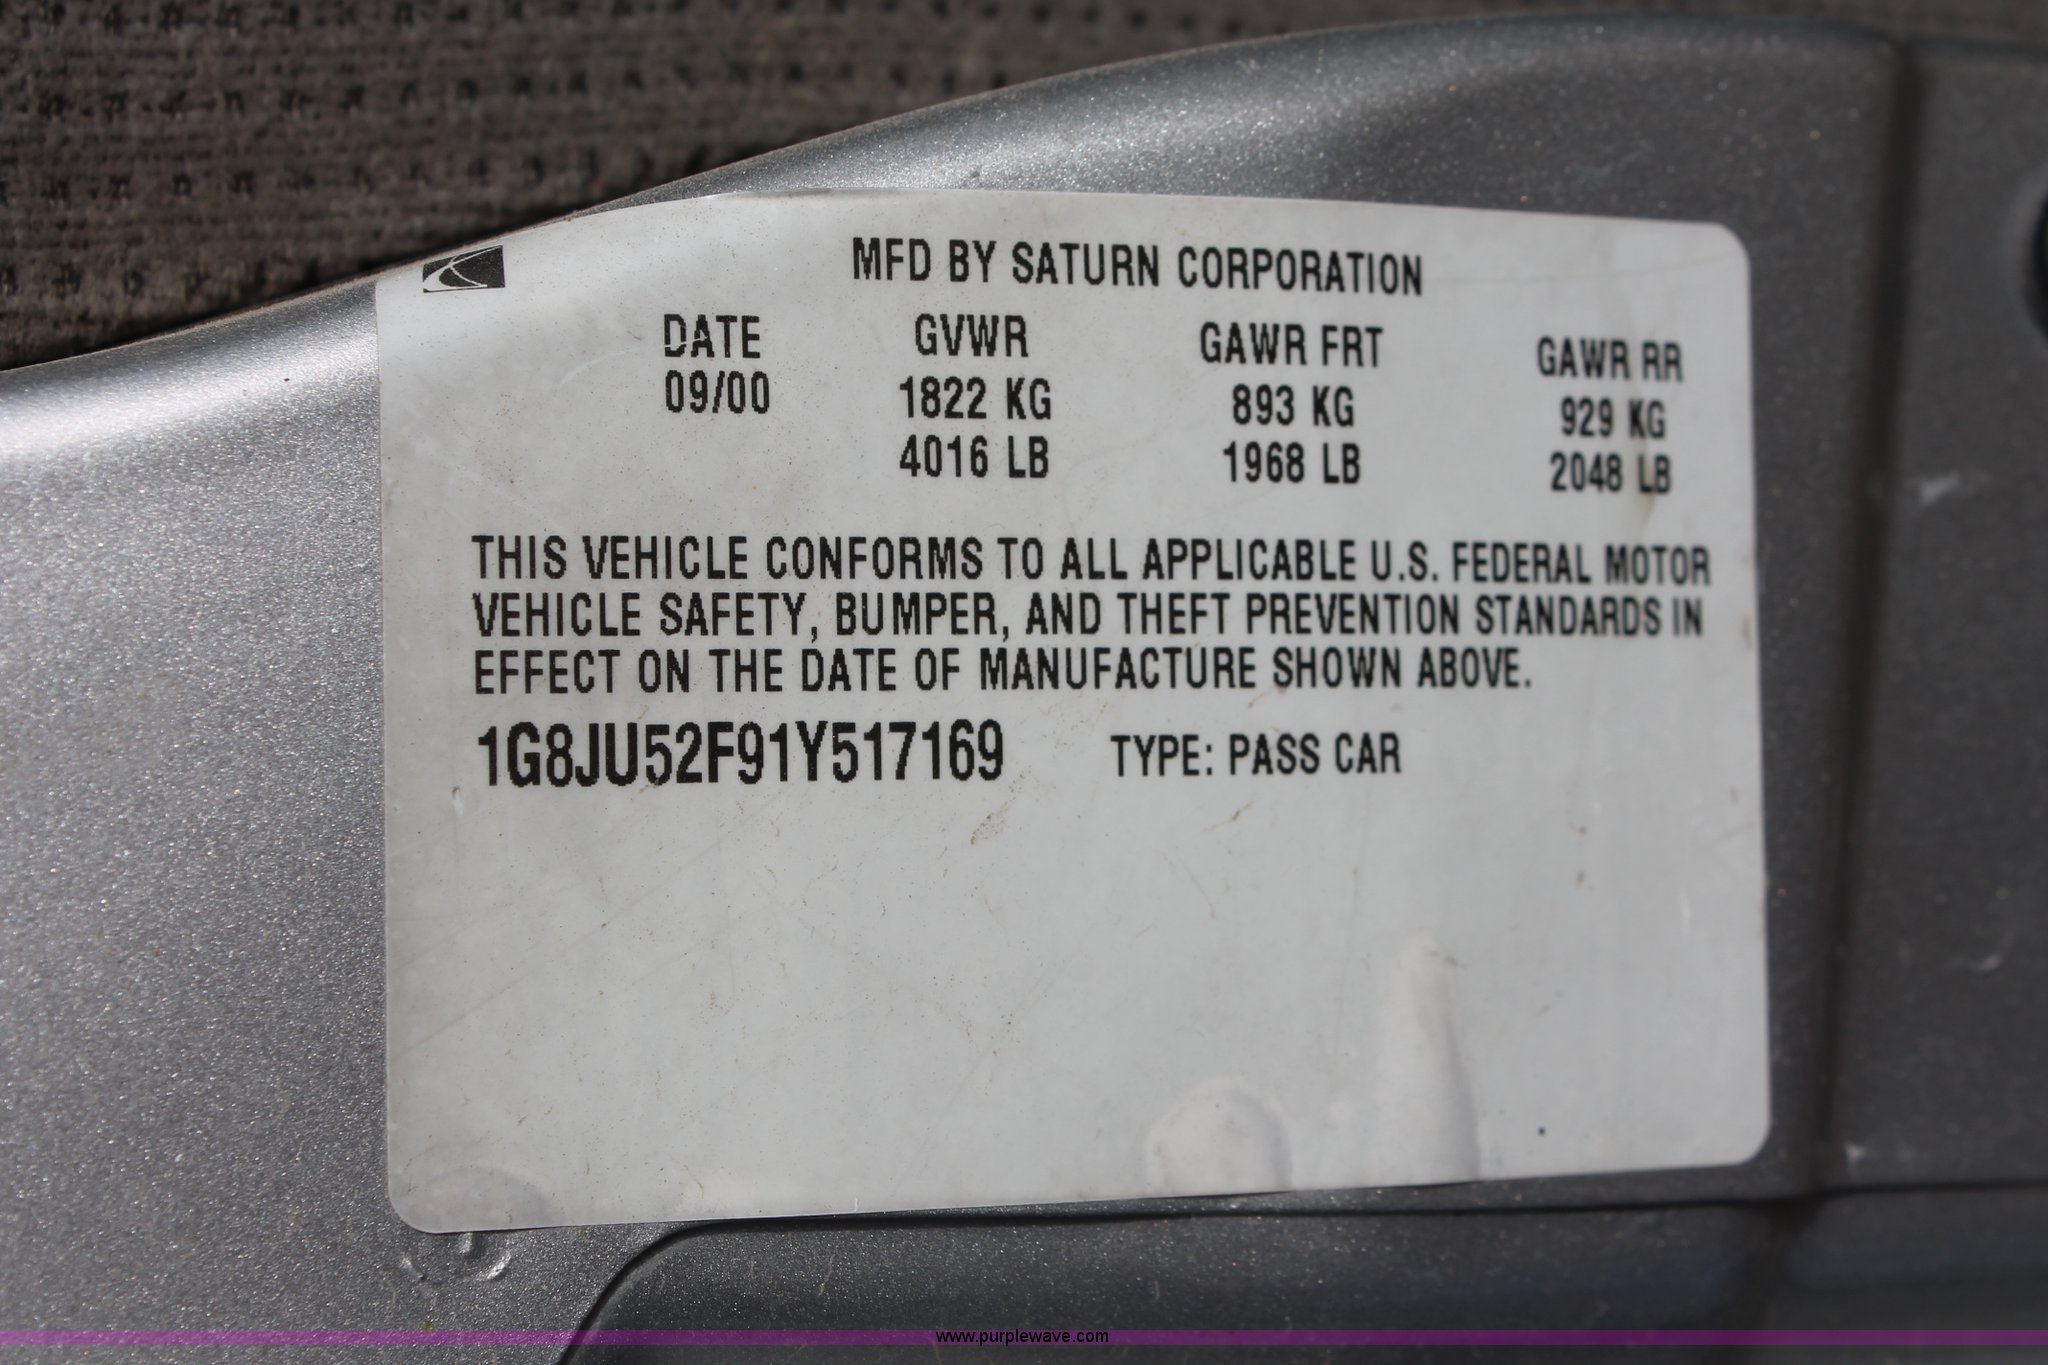 MFD BY SATURN CORPORATION
DATE GVWR GAWR FRT GAWR RR
09/00 1822 KG 893 KG 929 KG
4016 LB 1968 LB 2048 LB
THIS VEHICLE CONFORMS TO ALL APPLICABLE U.S. FEDERAL MOTOR
VEHICLE SAFETY, BUMPER, AND THEFT PREVENTION STANDARDS IN
EFFECT ON THE DATE OF MANUFACTURE SHOWN ABOVE.
1G8JU52F91Y517169 TYPE: PASS CAR
www.purplewave.com